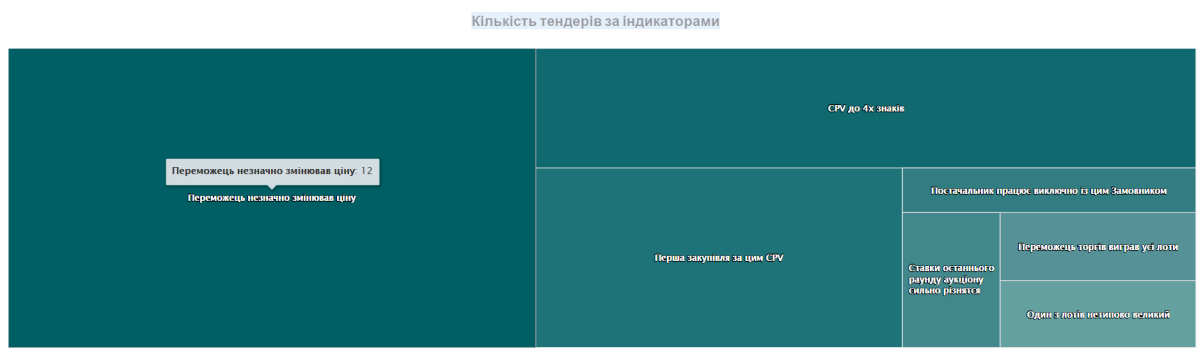 Кількість тендерів за індикаторами
CPV до 4х знаків
Переможець незначно змінював ціну: 12
Переможець незначно змінював ціну
Постачальник працює виключно із цим Замовником
Перша закупівля за цим CPV
Переможець торгів виграв усі лоти
Ставки останнього
раунду аукціону
сильно різнятся
Один з лотів нетипово великий